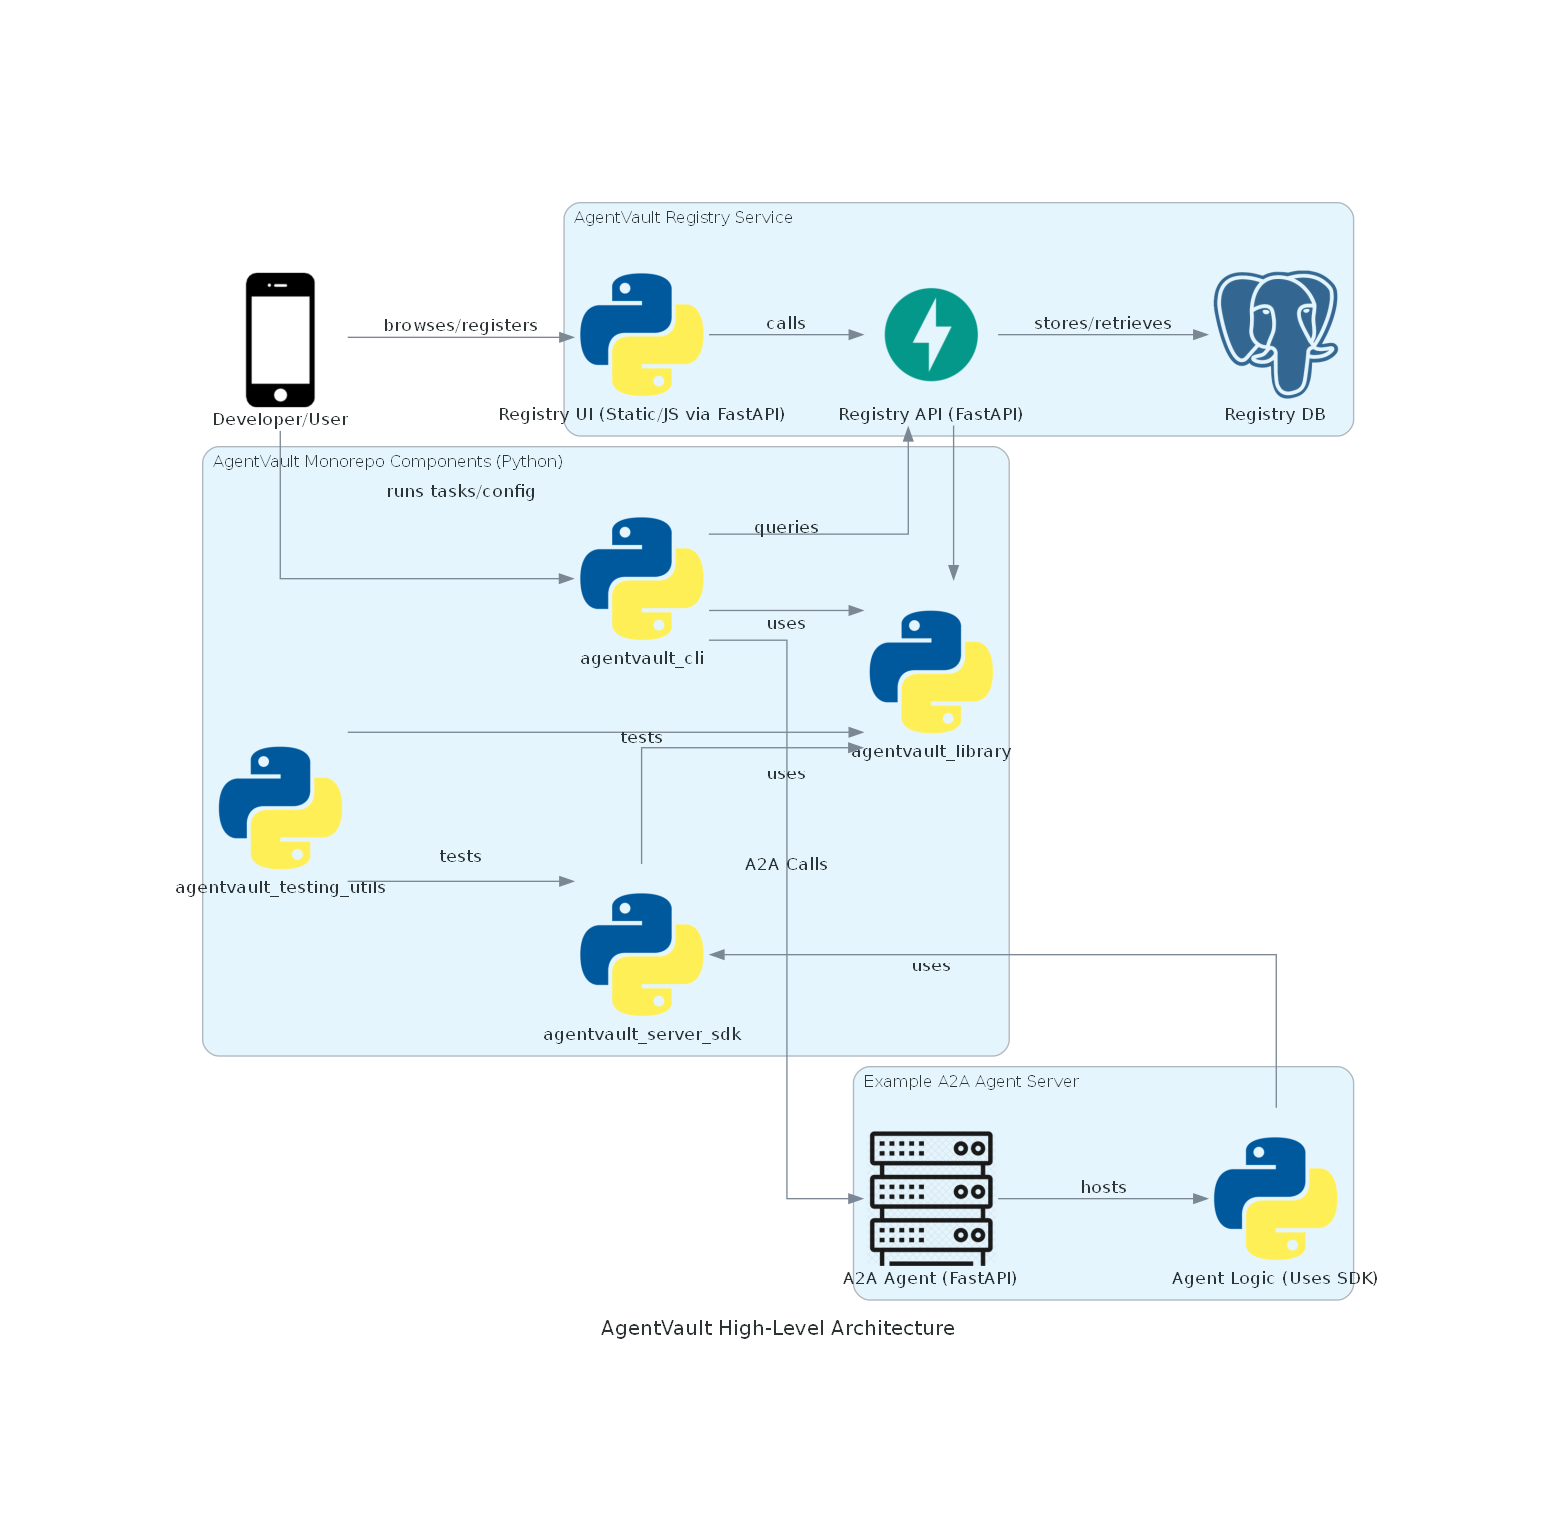 AgentVault Registry Service
browses/registers
calls
stores/retrieves
Developer/User
Registry UI (Static/JS via FastAPI)
Registry API (FastAPI)
Registry DB
AgentVault Monorepo Components (Python)
runs tasks/config
queries
uses
agentvault_cli
tests
agentvault_library
uses
tests
A2A Calls
agentvault_testing_utils
uses
agentvault_server_sdk
Example A2A Agent Server
hosts
A2A Agent (FastAPI)
Agent Logic (Uses SDK)
AgentVault High-Level Architecture